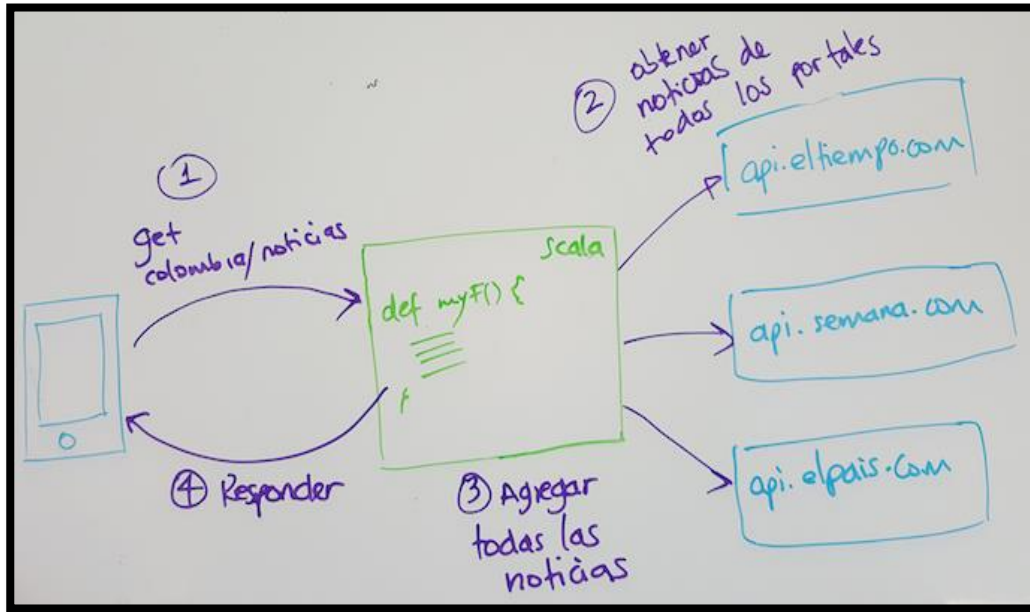 1
get
colombia/noticias
2
obtener
noticias de
todos los portales
scala
def myF() {
api.eltiempo.com
api.semana.com
api.elpais.com
4 Responder
3 Agregar
todas las
noticias